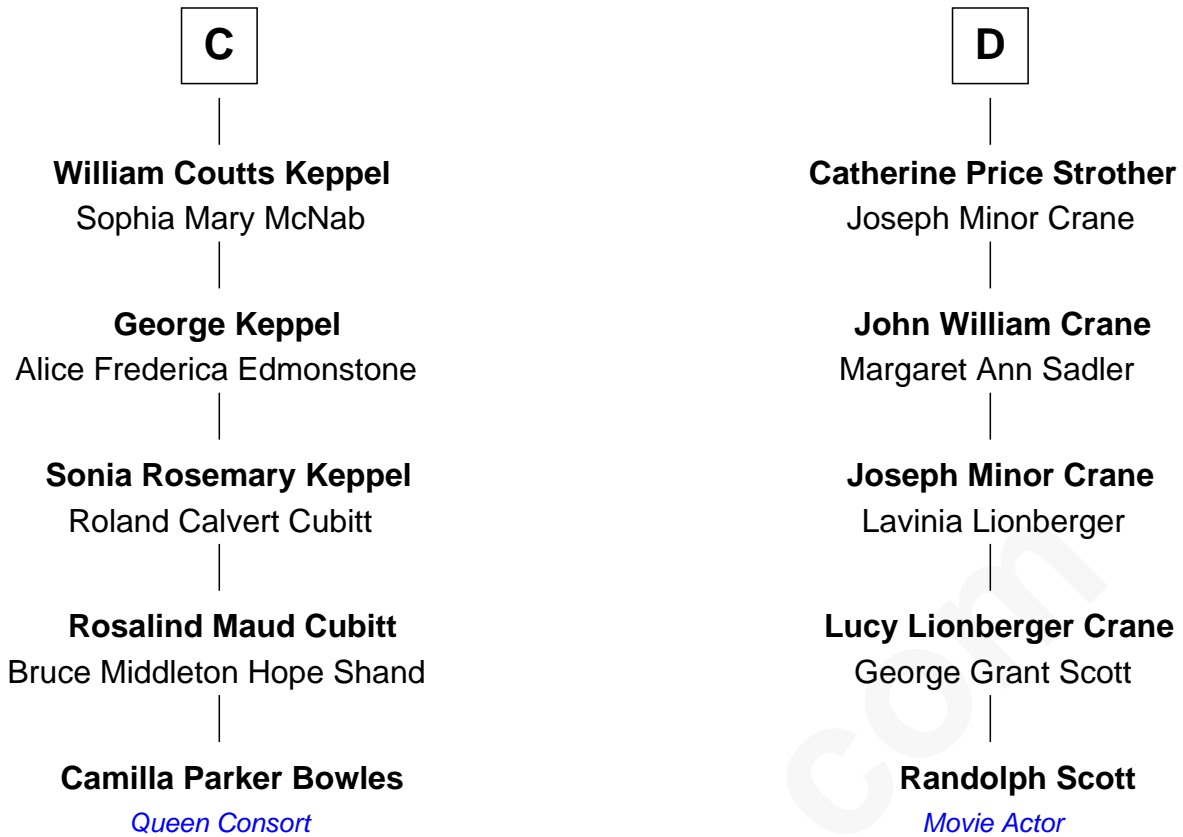 C
William Coutts Keppel
Sophia Mary McNab
George Keppel
Alice Frederica Edmonstone
Sonia Rosemary Keppel
Roland Calvert Cubitt
Rosalind Maud Cubitt
Bruce Middleton Hope Shand
Camilla Parker Bowles
Queen Consort
D
Catherine Price Strother
Joseph Minor Crane
John William Crane
Margaret Ann Sadler
Joseph Minor Crane
Lavinia Lionberger
Lucy Lionberger Crane
George Grant Scott
Randolph Scott
Movie Actor
com